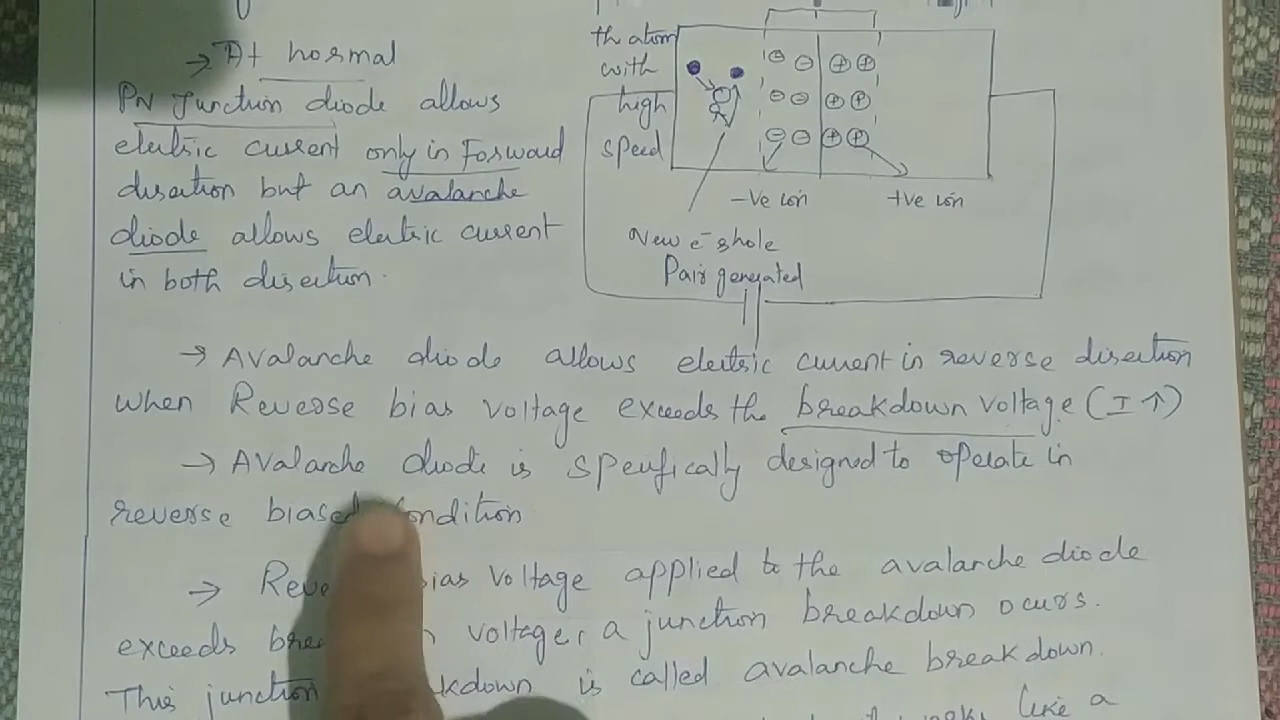 → At normal
PN Junction diode allows
electric current only in Forward
direction but an avalanche
diode allows electric current
in both direction.
th atom
with
high
speed
-Ve ion
+ve ion
New e- & hole
Pair generated
→ Avalanche diode allows electric current in reverse direction
when Reverse bias voltage exceeds the breakdown voltage (I ↑)
→ Avalanche diode is specifically designed to operate in
reverse biased condition
→ bias voltage applied to the avalanche diode
exceeds voltage, a junction breakdown occurs.
This junction is called avalanche breakdown.
like a